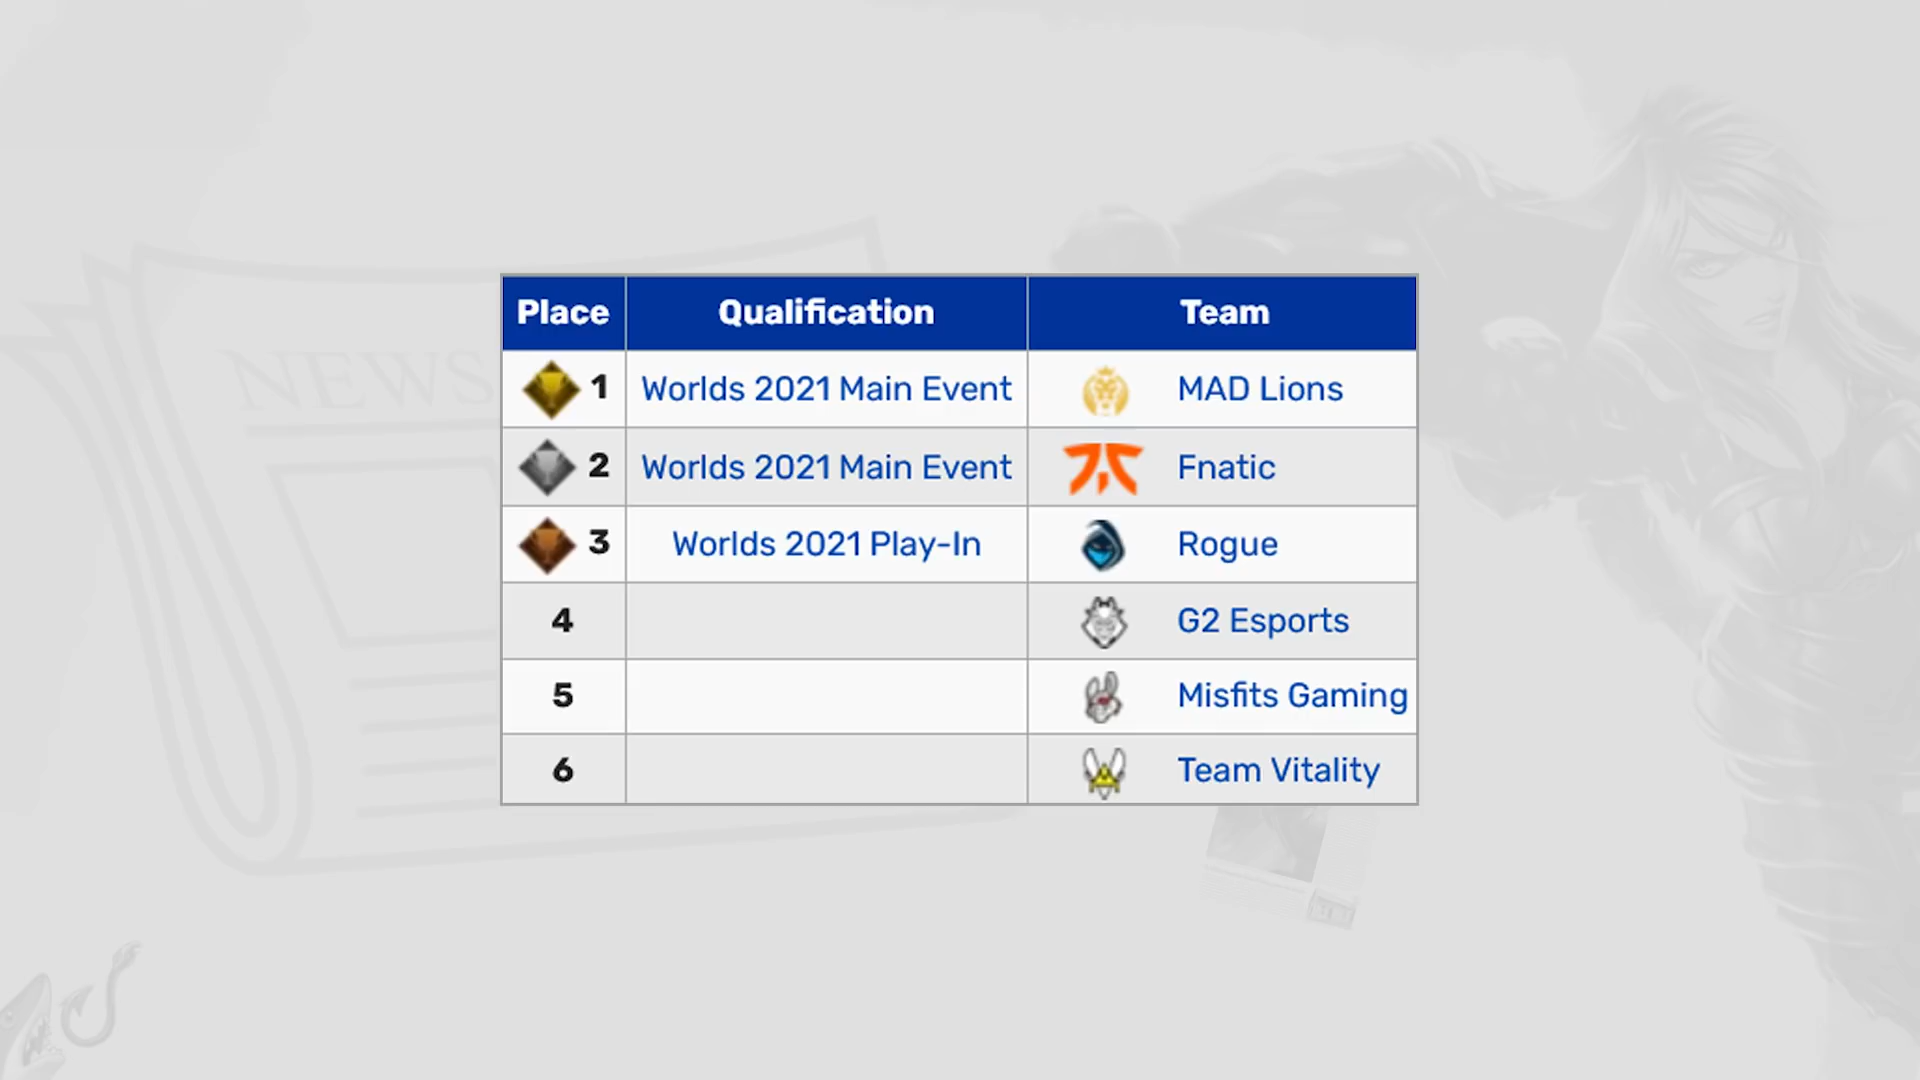 NEWS
Place Qualification Team
1 Worlds 2021 Main Event MAD Lions
2 Worlds 2021 Main Event Fnatic
3 Worlds 2021 Play-In Rogue
4 G2 Esports
5 Misfits Gaming
6 Team Vitality